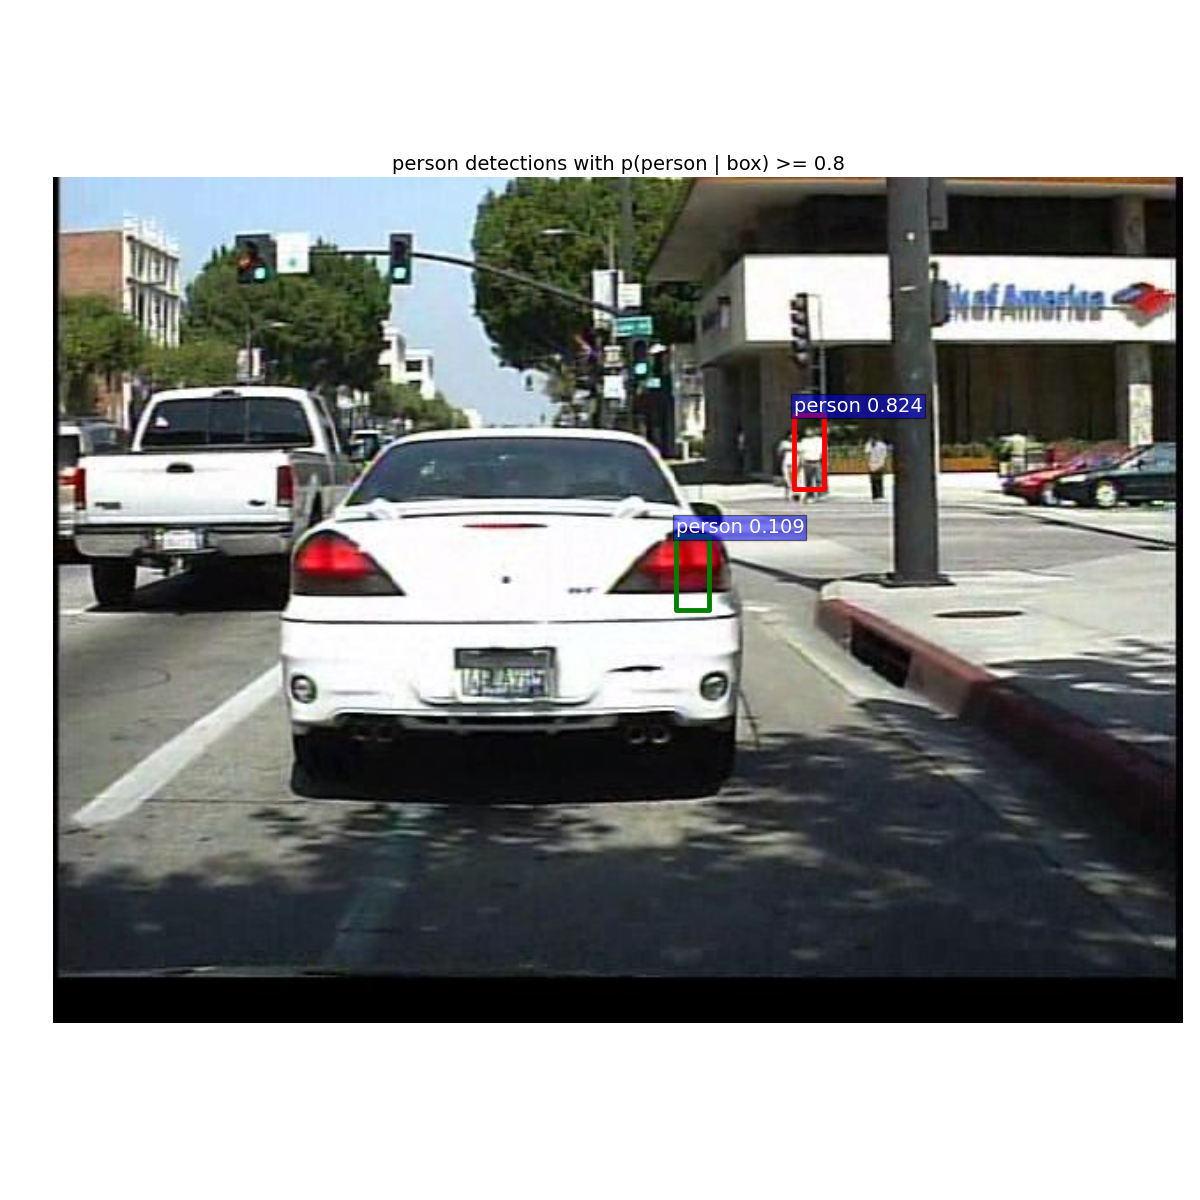 person detections with p(person | box) >= 0.8
k of America
person 0.824
person 0.109